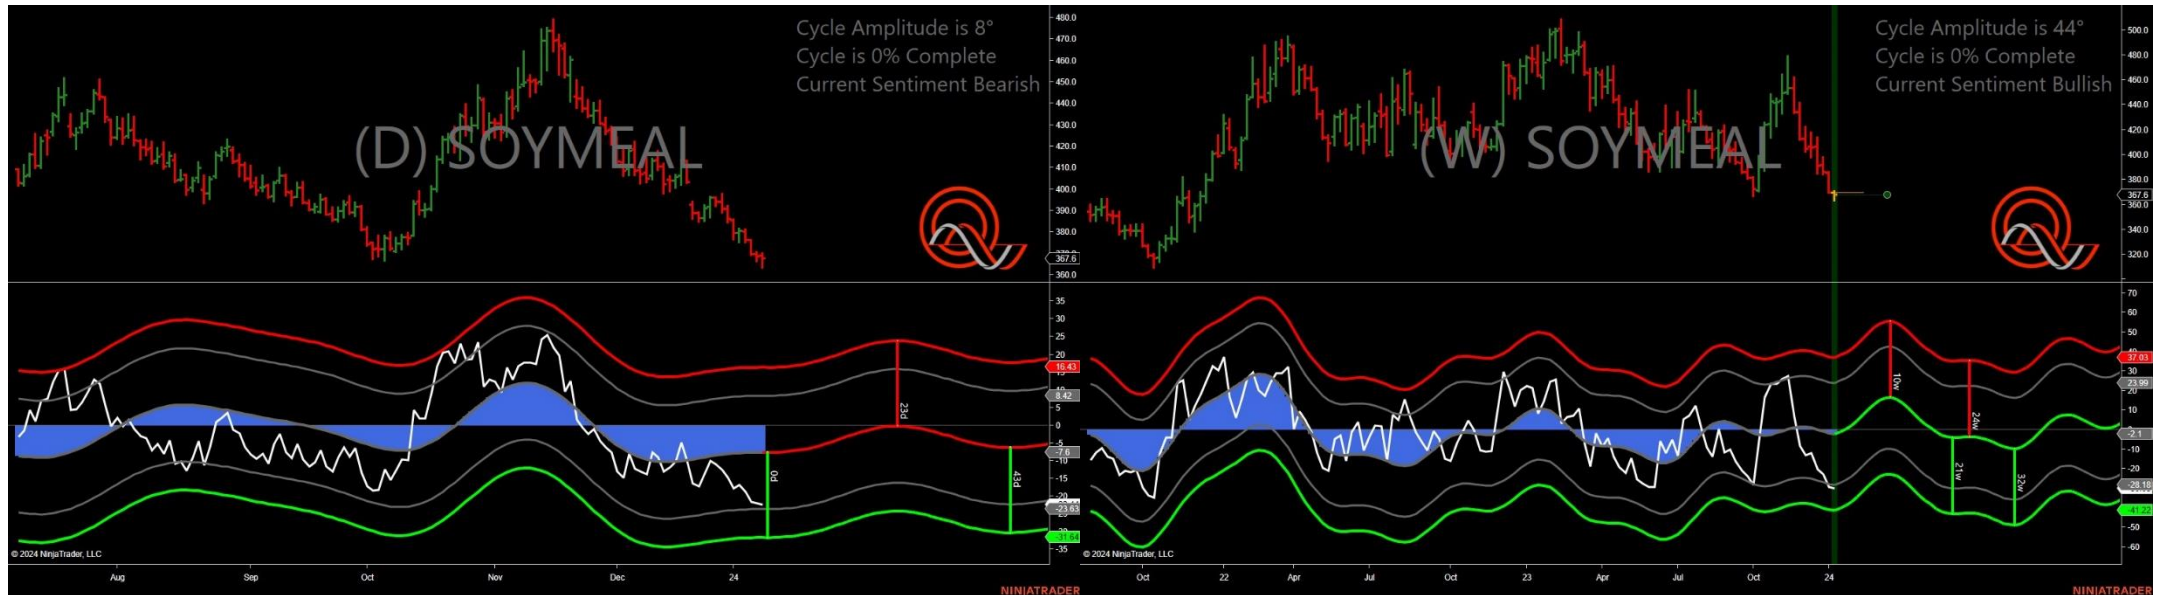 Cycle Amplitude is 8°
Cycle is 0% Complete
Current Sentiment Bearish
(D) SOYMEAL
480.0
470.0
460.0
450.0
440.0
430.0
420.0
410.0
400.0
390.0
380.0
367.6
360.0
35
30
25
20
16.43
8.42
5
0
-5
-7.6
-10
-15
-20
-23.63
-31.64
-35
23d
0d
43d
© 2024 NinjaTrader, LLC
Aug
Sep
Oct
Nov
Dec
24
NINJATRADER
Cycle Amplitude is 44°
Cycle is 0% Complete
Current Sentiment Bullish
(W) SOYMEAL
500.0
480.0
460.0
440.0
420.0
400.0
380.0
367.6
360.0
340.0
320.0
70
60
50
37.03
30
23.99
10
-2.1
-10
-20
-28.18
-41.22
-50
-60
10w
24w
21w
32w
© 2024 NinjaTrader, LLC
Oct
22
Apr
Jul
Oct
23
Apr
Jul
Oct
24
NINJATRADER